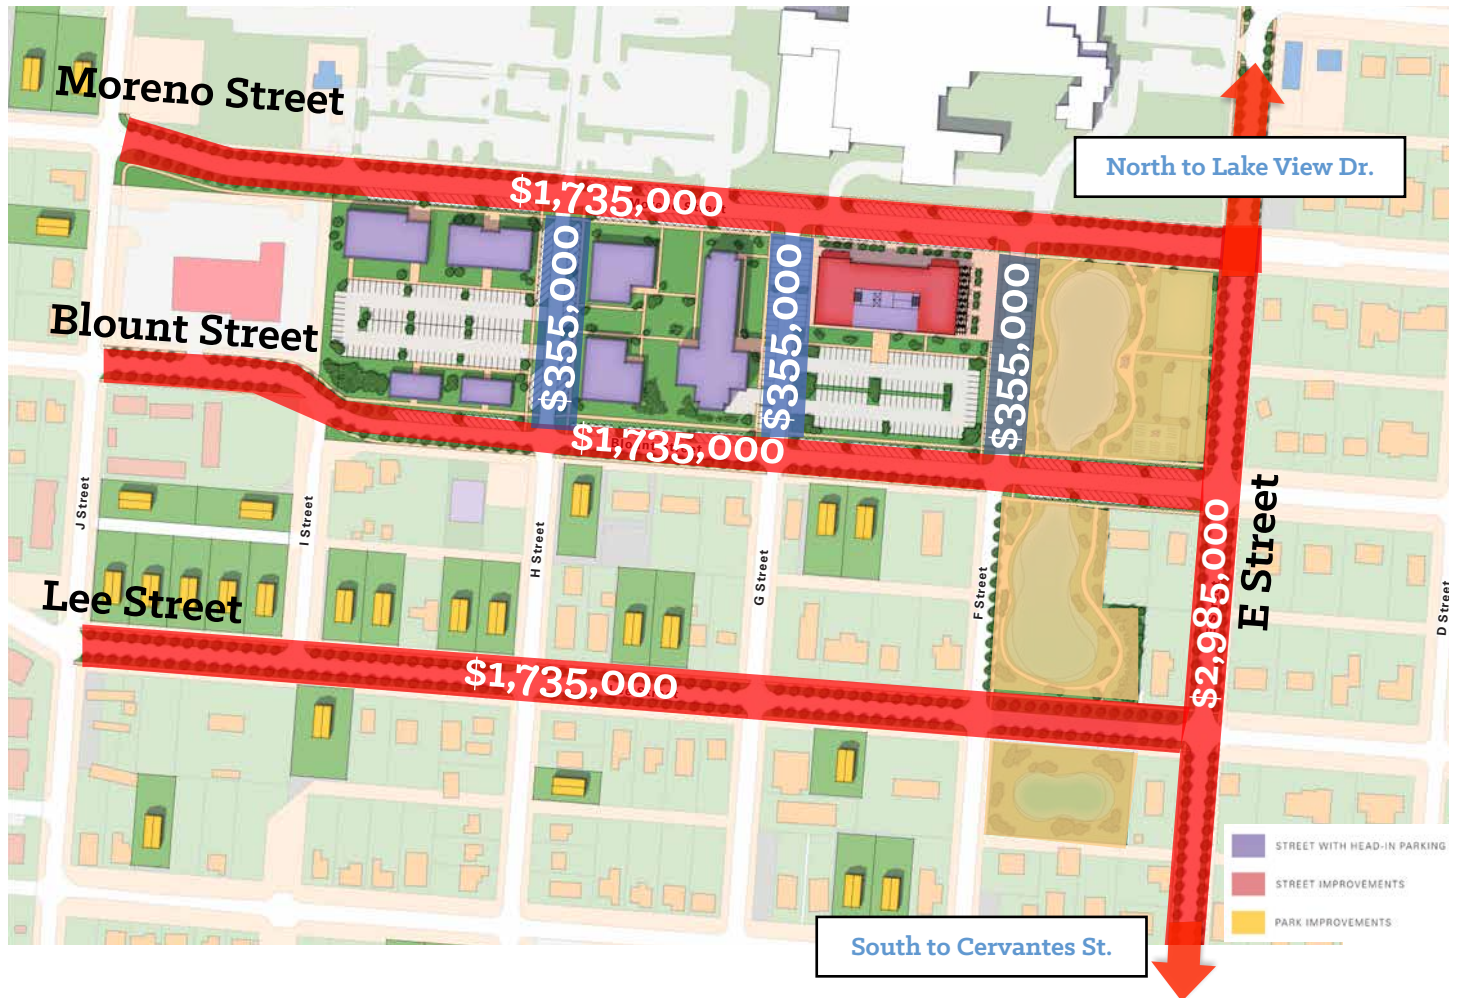 Moreno Street
North to Lake View Dr.
$1,735,000
$355,000
$355,000
$355,000
Blount Street
$1,735,000
J Street
I Street
H Street
G Street
F Street
$2,985,000
E Street
D Street
Lee Street
$1,735,000
STREET WITH HEAD-IN PARKING
STREET IMPROVEMENTS
PARK IMPROVEMENTS
South to Cervantes St.